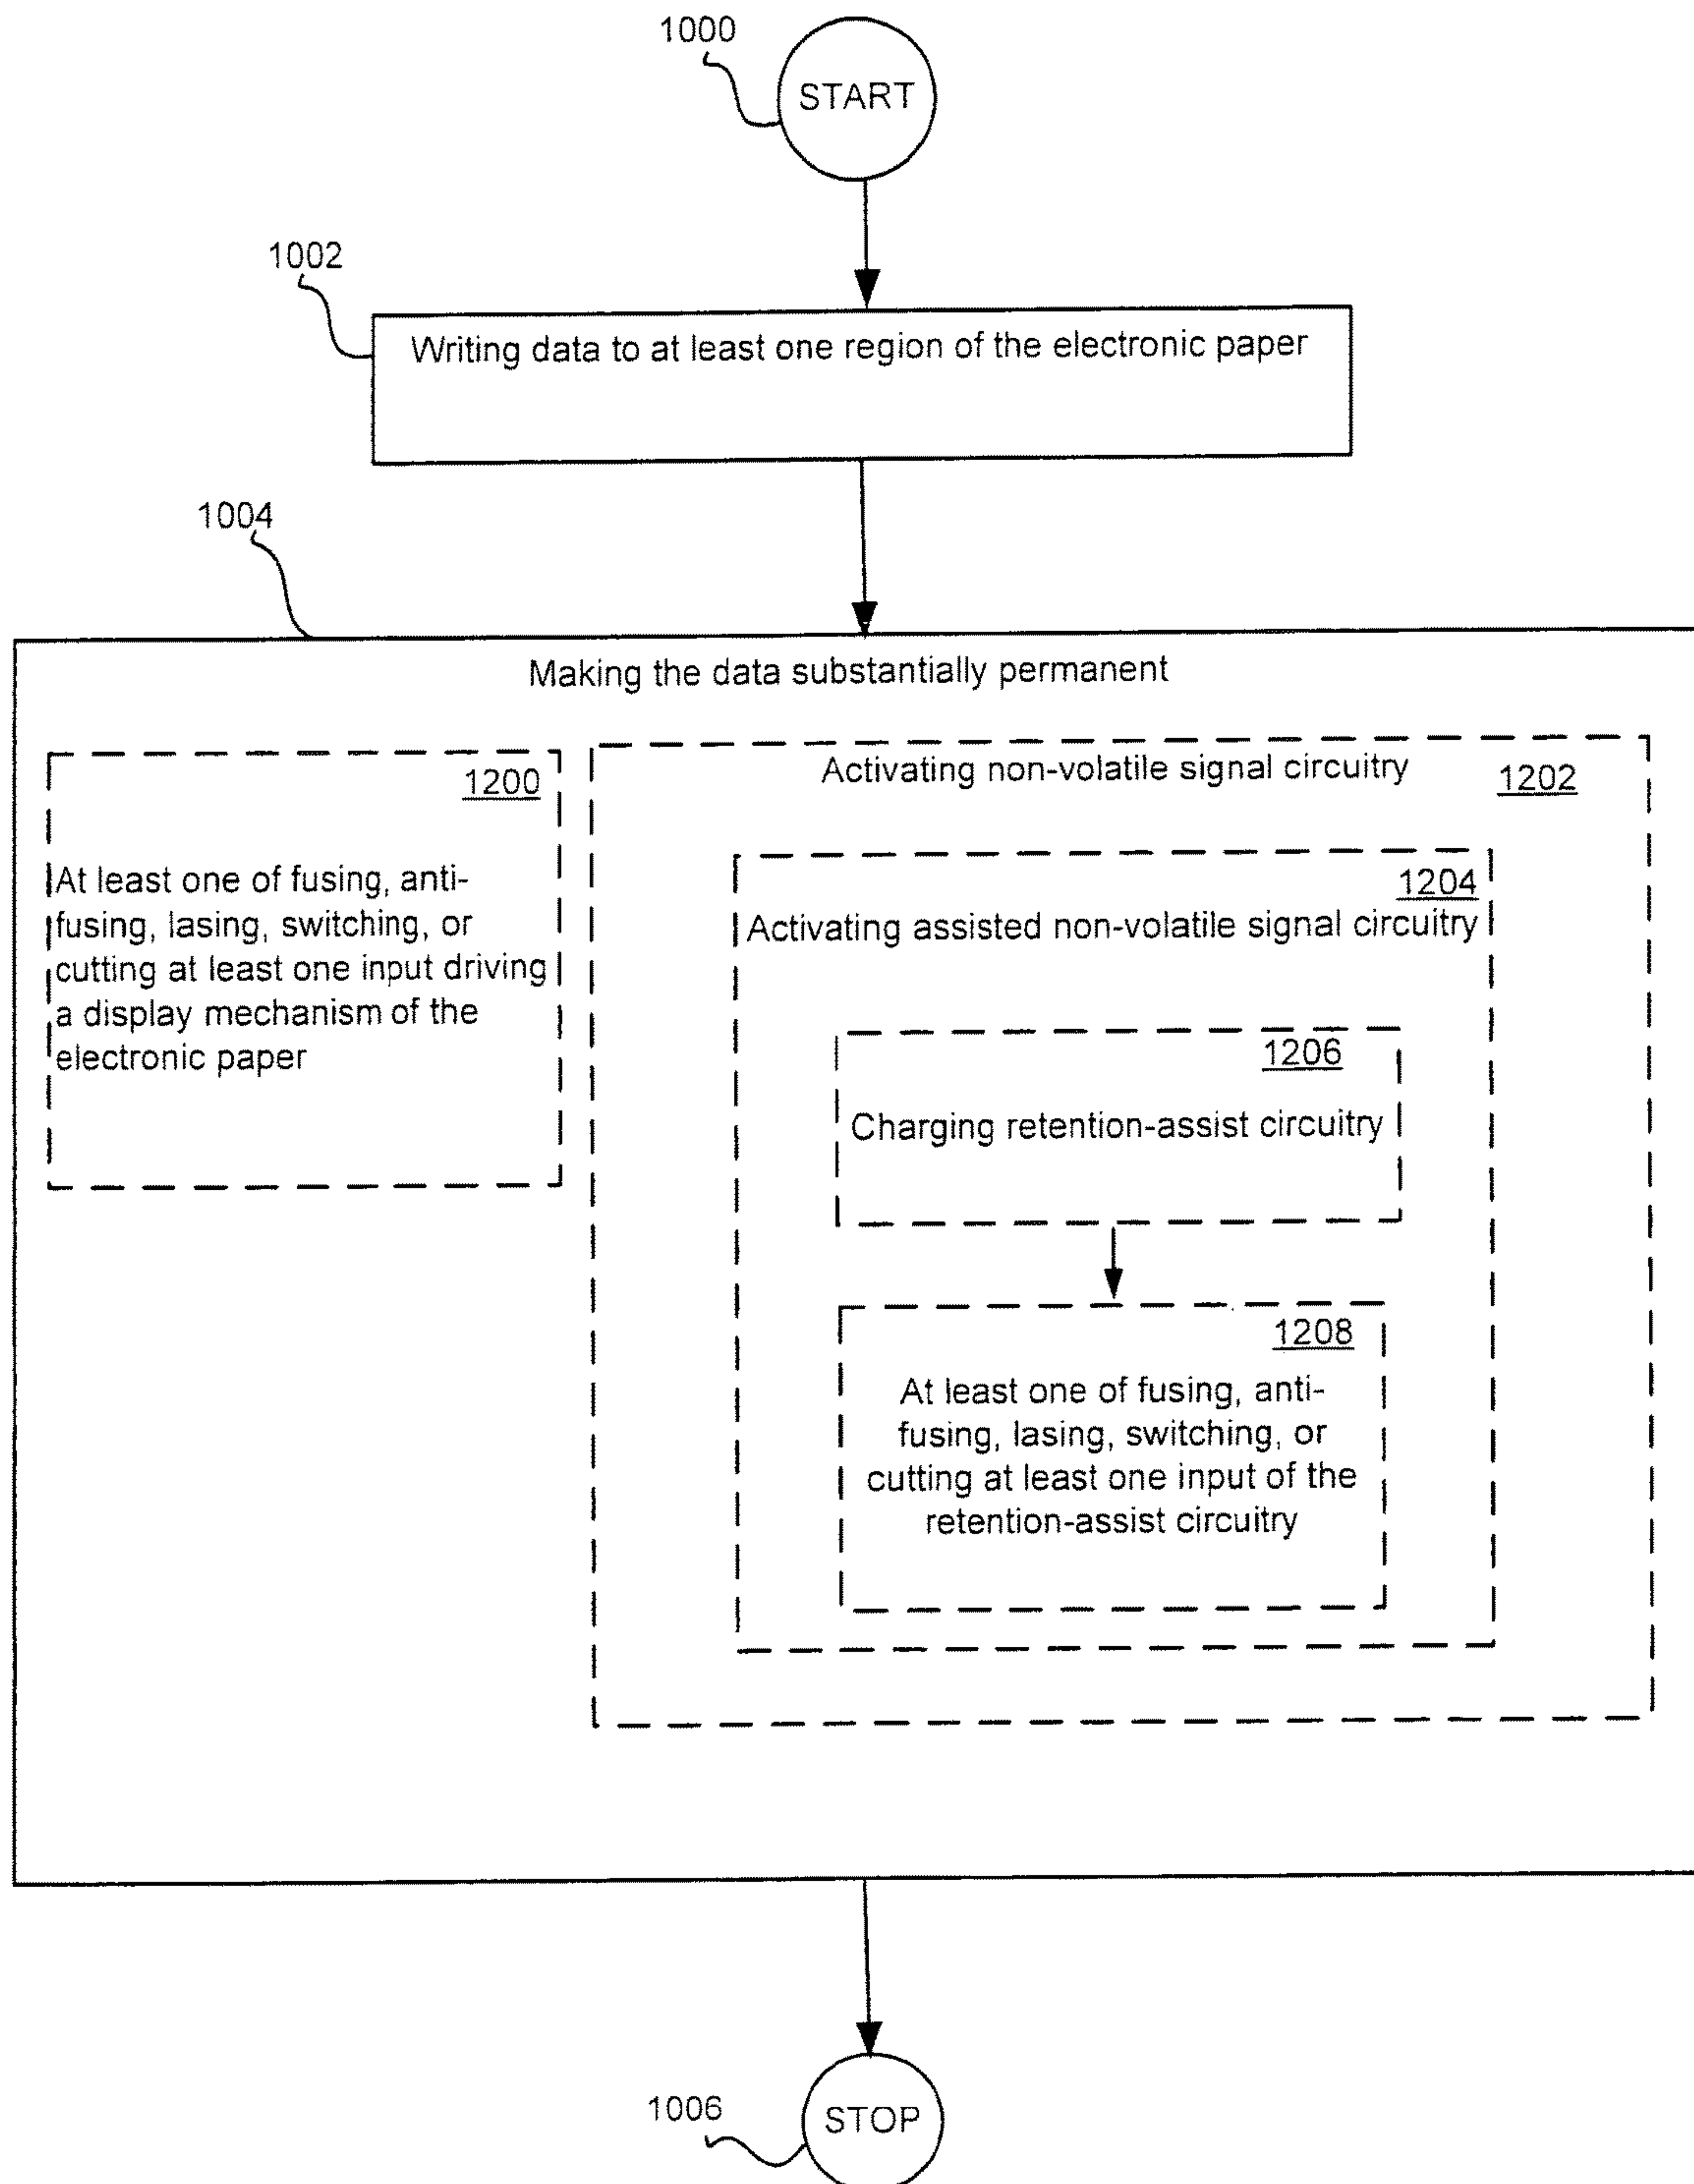 1000
START
1002
Writing data to at least one region of the electronic paper
1004
Making the data substantially permanent
1200
At least one of fusing, anti-
fusing, lasing, switching, or
cutting at least one input driving
a display mechanism of the
electronic paper
Activating non-volatile signal circuitry
1202
1204
Activating assisted non-volatile signal circuitry
1206
Charging retention-assist circuitry
1208
At least one of fusing, anti-
fusing, lasing, switching, or
cutting at least one input of the
retention-assist circuitry
1006
STOP